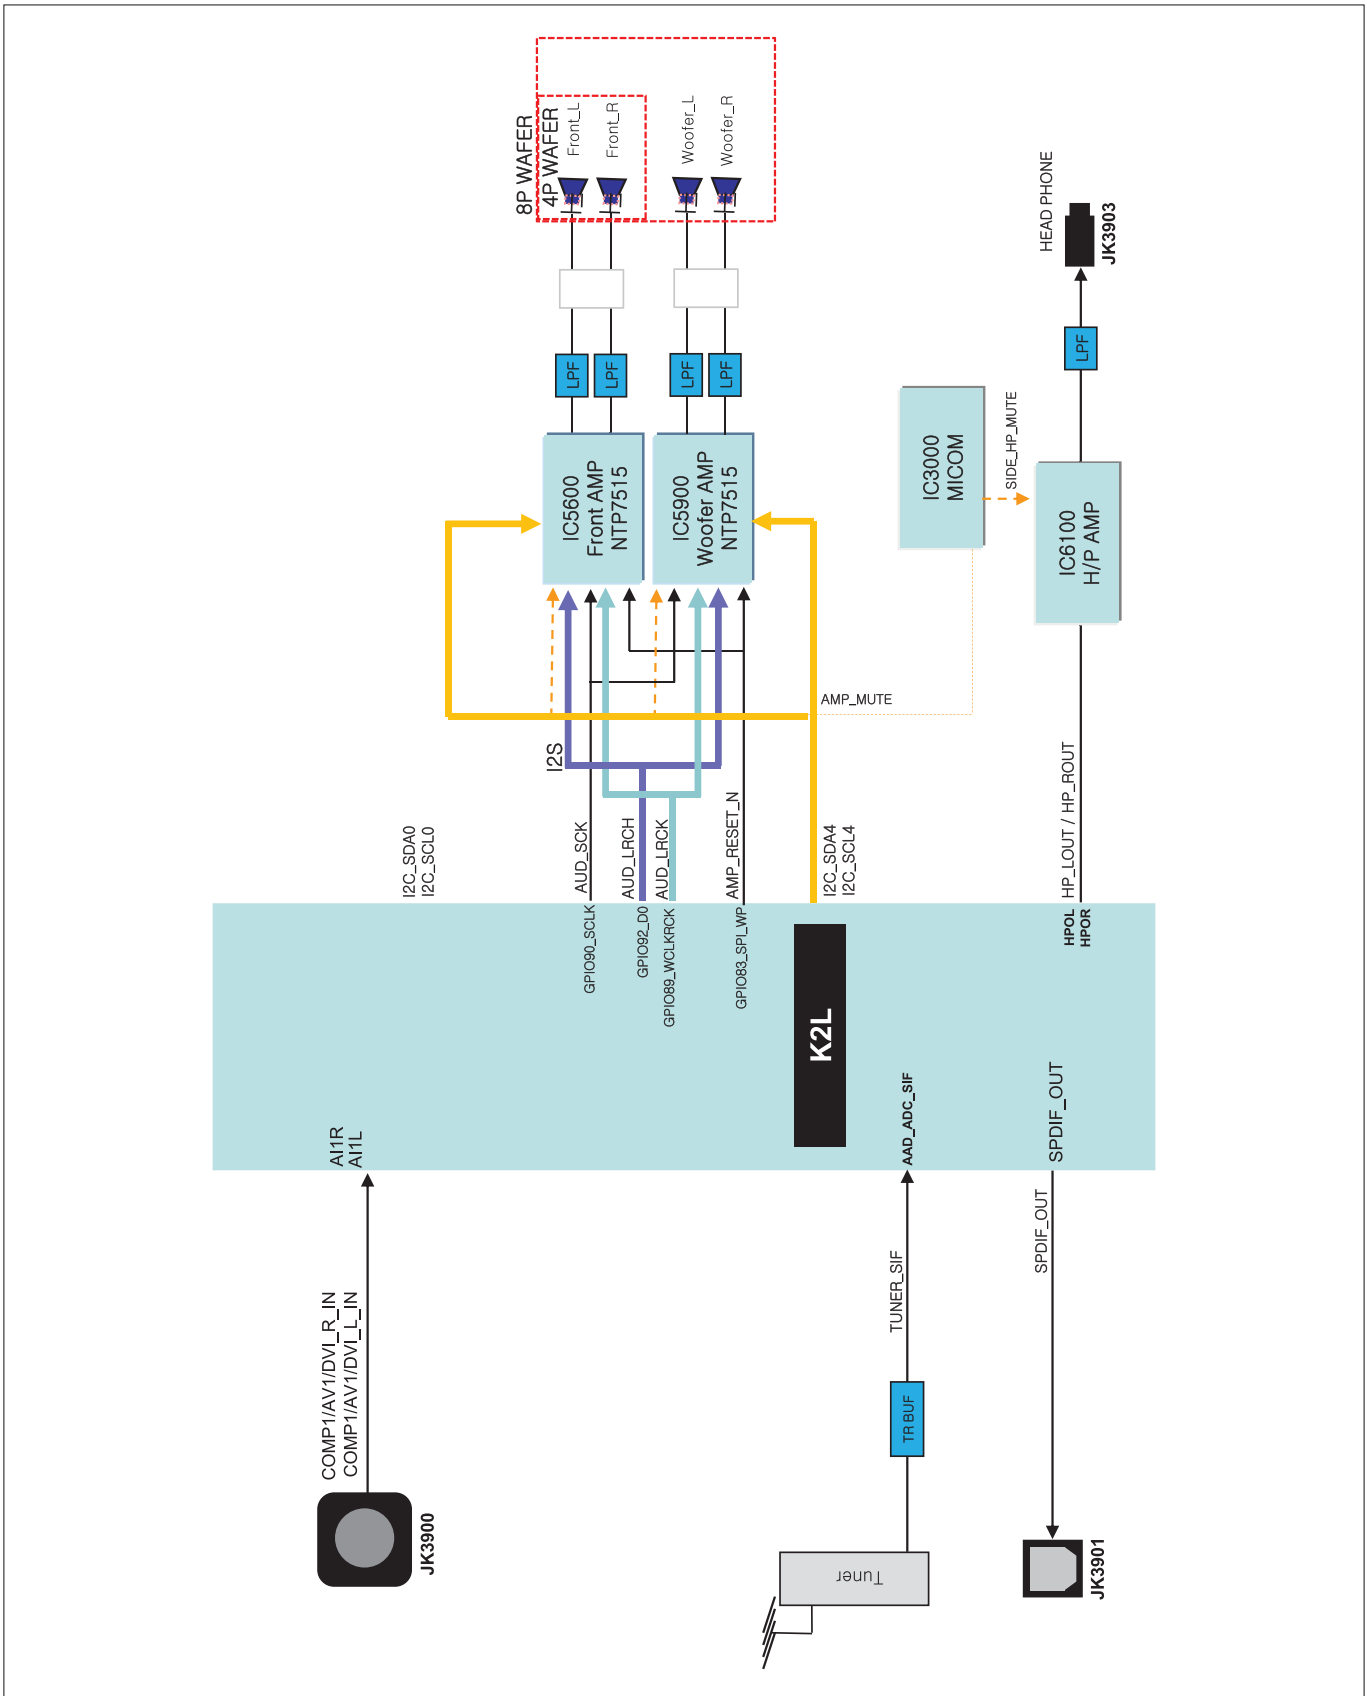 8P WAFER
4P WAFER
Front_L
Front_R
Woofer_L
Woofer_R
HEAD PHONE
JK3903
LPF
LPF
LPF
LPF
LPF
IC5600
Front AMP
NTP7515
IC5900
Woofer AMP
NTP7515
IC3000
MICOM
SIDE_HP_MUTE
IC6100
H/P AMP
AMP_MUTE
I2S
I2C_SDA0
I2C_SCL0
AUD_SCK
AUD_LRCH
AUD_LRCK
AMP_RESET_N
I2C_SDA4
I2C_SCL4
HP_LOUT / HP_ROUT
GPIO90_SCLK
GPIO92_D0
GPIO89_WCLKRCK
GPIO83_SPI_WP
HPOL
HPOR
K2L
AI1R
AI1L
AAD_ADC_SIF
SPDIF_OUT
COMP1/AV1/DVI_R_IN
COMP1/AV1/DVI_L_IN
TUNER_SIF
SPDIF_OUT
TR BUF
JK3900
Tuner
JK3901